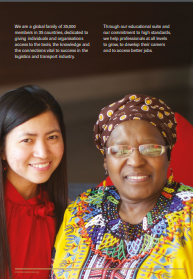 We are a global family of 35,000
members in 35 countries, dedicated to
giving individuals and organisations
access to the tools, the knowledge and
the connections vital to success in the
logistics and transport industry.
Through our educational suite and
our commitment to high standards,
we help professionals at all levels
to grow, to develop their careers
and to access better jobs.